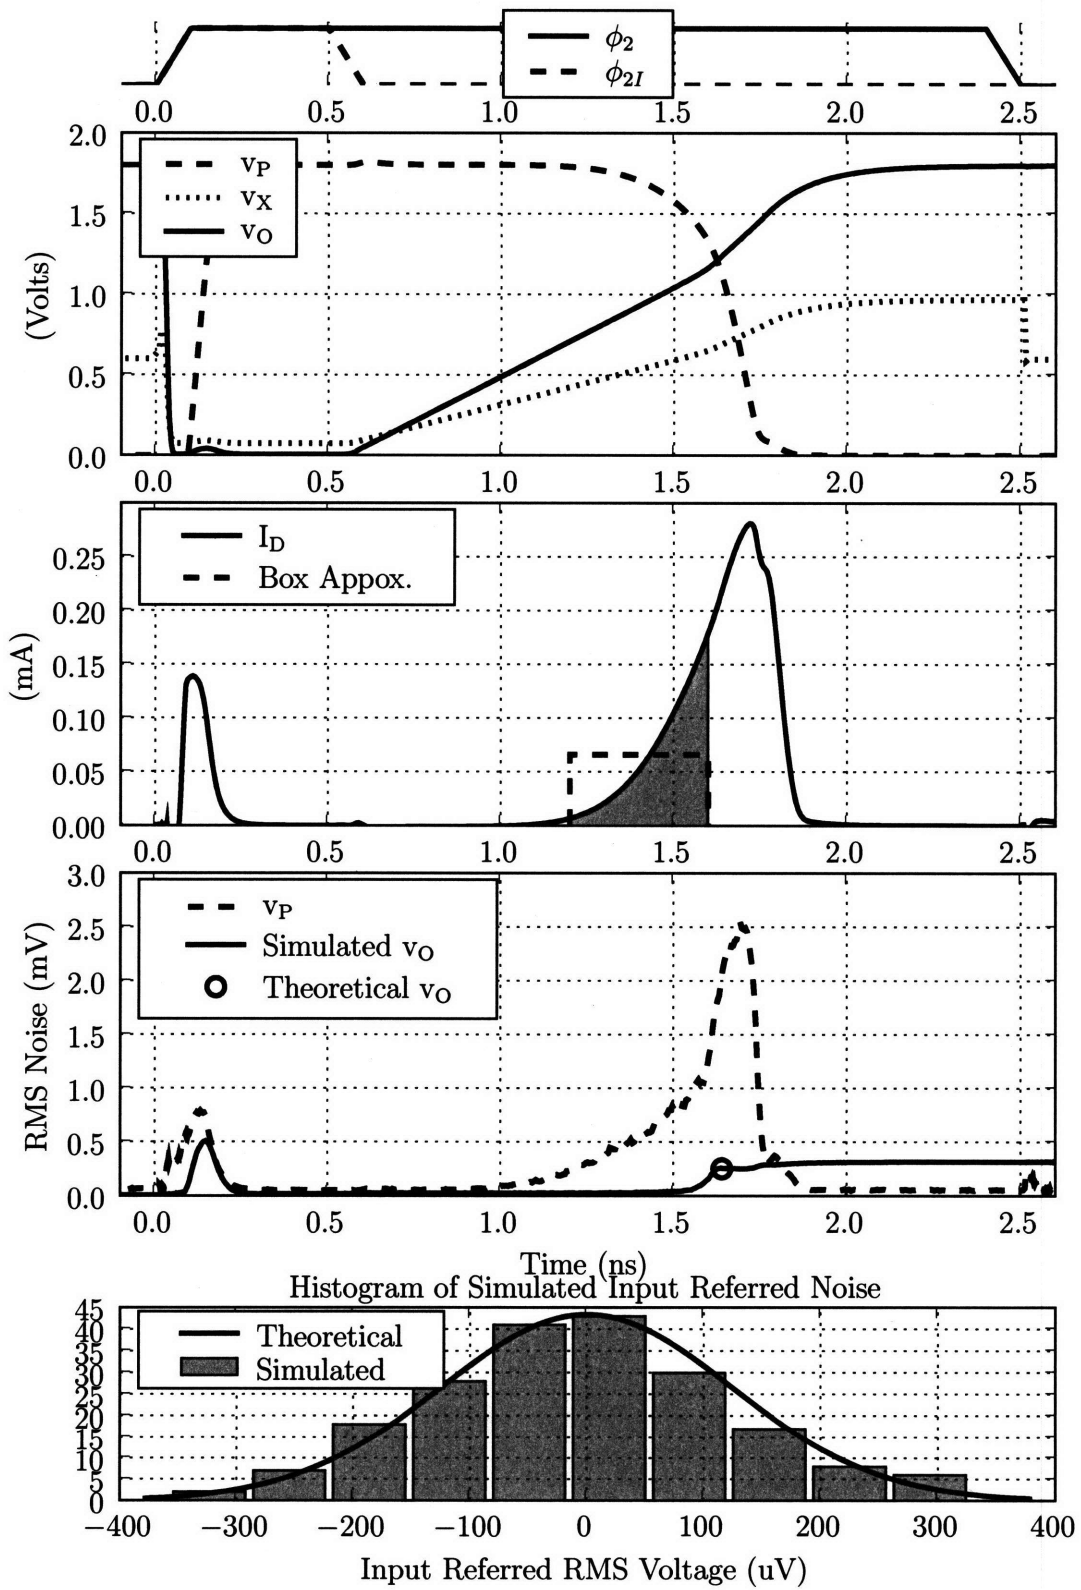 ϕ2
ϕ2I
0.0 0.5 1.0 1.5 2.0 2.5
2.0
1.5
1.0
0.5
0.0
(Volts)
vP
vX
vO
0.0 0.5 1.0 1.5 2.0 2.5
0.25
0.20
0.15
0.10
0.05
0.00
(mA)
ID
Box Appox.
0.0 0.5 1.0 1.5 2.0 2.5
3.0
2.5
2.0
1.5
1.0
0.5
0.0
RMS Noise (mV)
vP
Simulated vO
Theoretical vO
0.0 0.5 1.0 1.5 2.0 2.5
Time (ns)
Histogram of Simulated Input Referred Noise
45
40
35
30
25
20
15
10
5
0
Theoretical
Simulated
−400 −300 −200 −100 0 100 200 300 400
Input Referred RMS Voltage (uV)